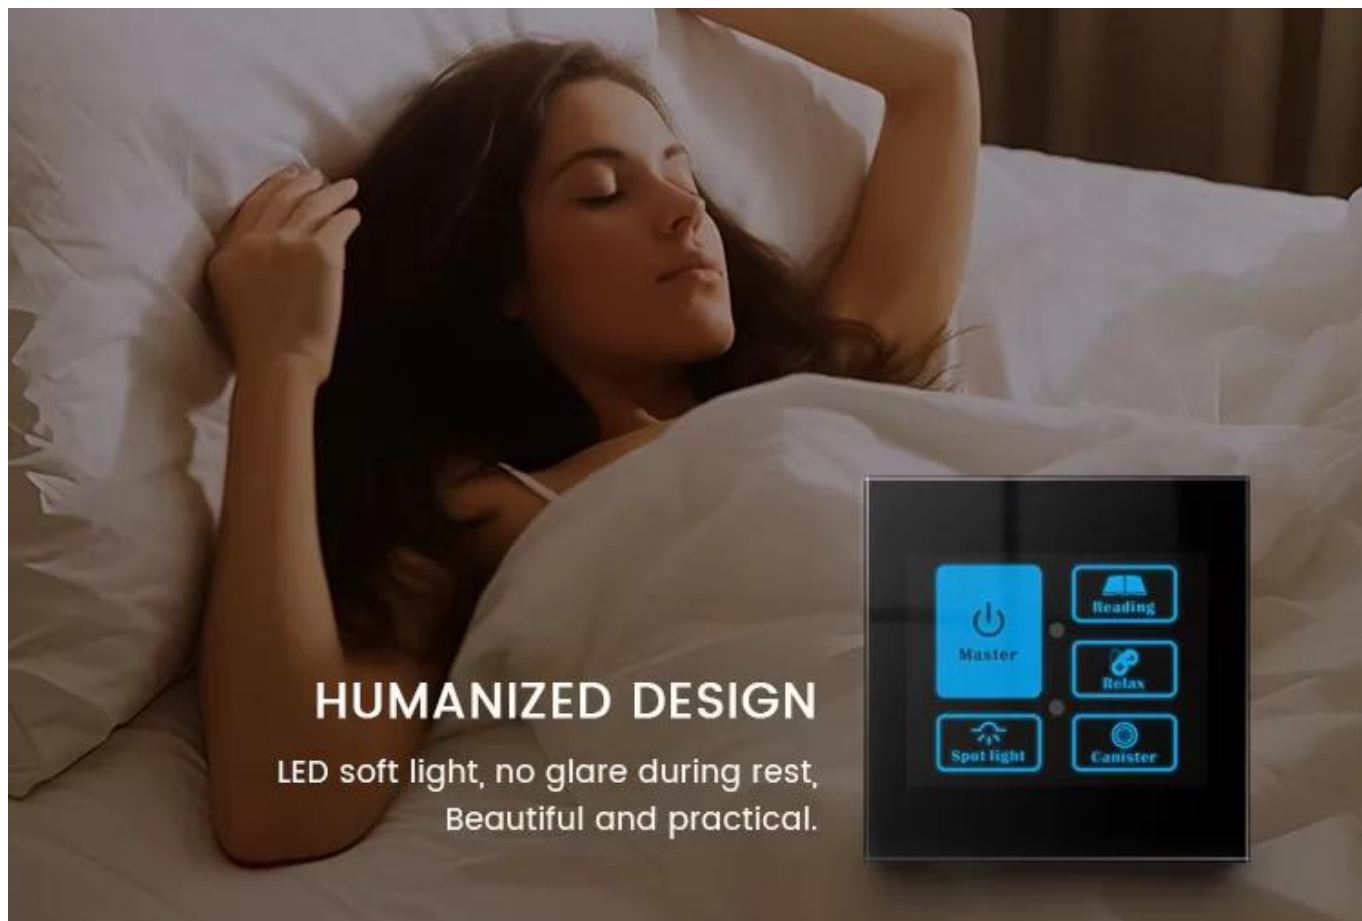 HUMANIZED DESIGN
LED soft light, no glare during rest,
Beautiful and practical.
Master
Reading
Relax
Spot light
Canister